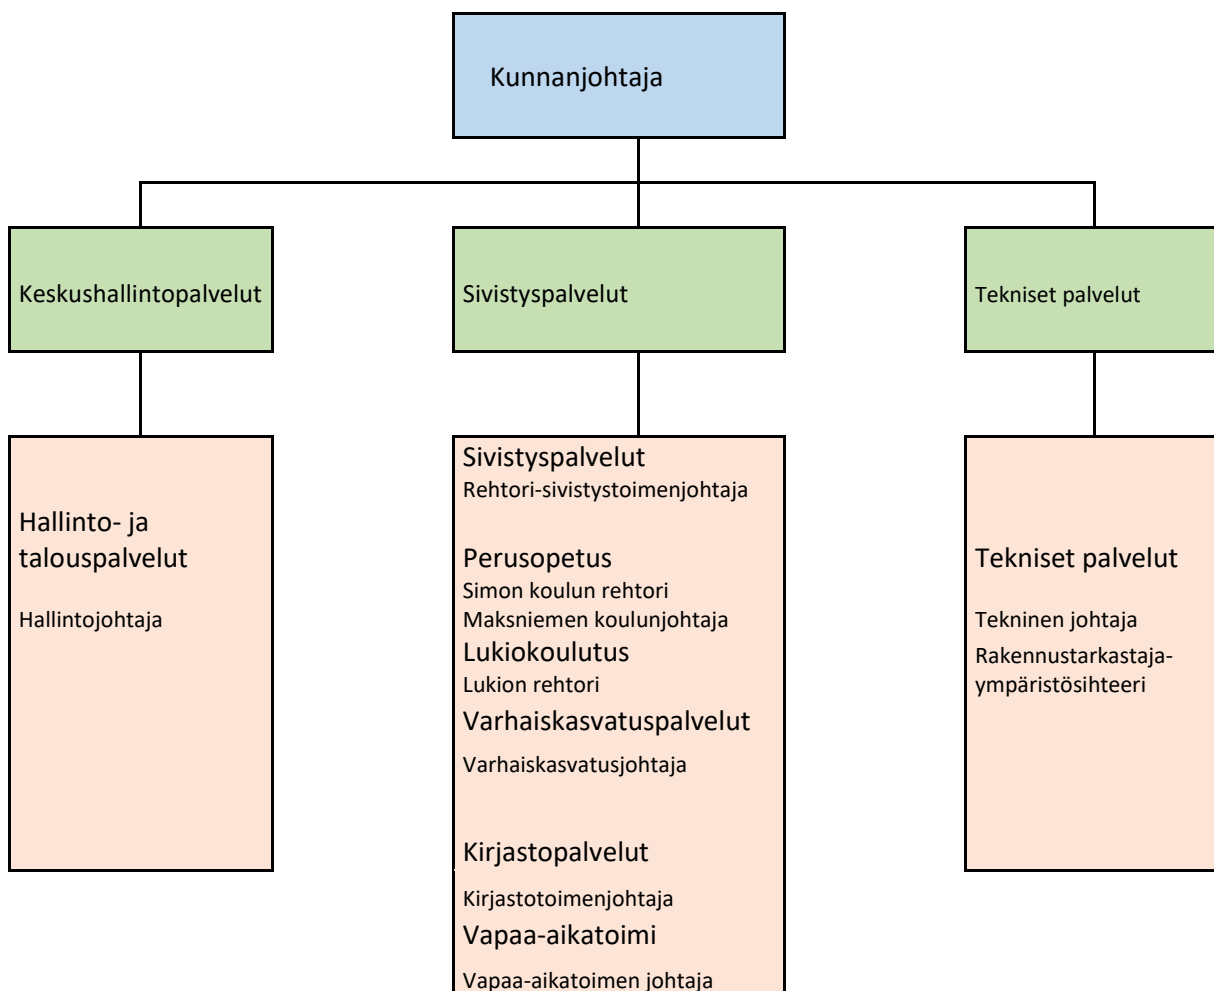 Kunnanjohtaja
Keskushallintopalvelut
Sivistyspalvelut
Tekniset palvelut
Hallinto- ja
talouspalvelut
Hallintojohtaja
Sivistyspalvelut
Rehtori-sivistystoimenjohtaja
Perusopetus
Simon koulun rehtori
Maksniemen koulunjohtaja
Lukiokoulutus
Lukion rehtori
Varhaiskasvatuspalvelut
Varhaiskasvatusjohtaja
Kirjastopalvelut
Kirjastotoimenjohtaja
Vapaa-aikatoimi
Vapaa-aikatoimen johtaja
Tekniset palvelut
Tekninen johtaja
Rakennustarkastaja-
ympäristösihteeri